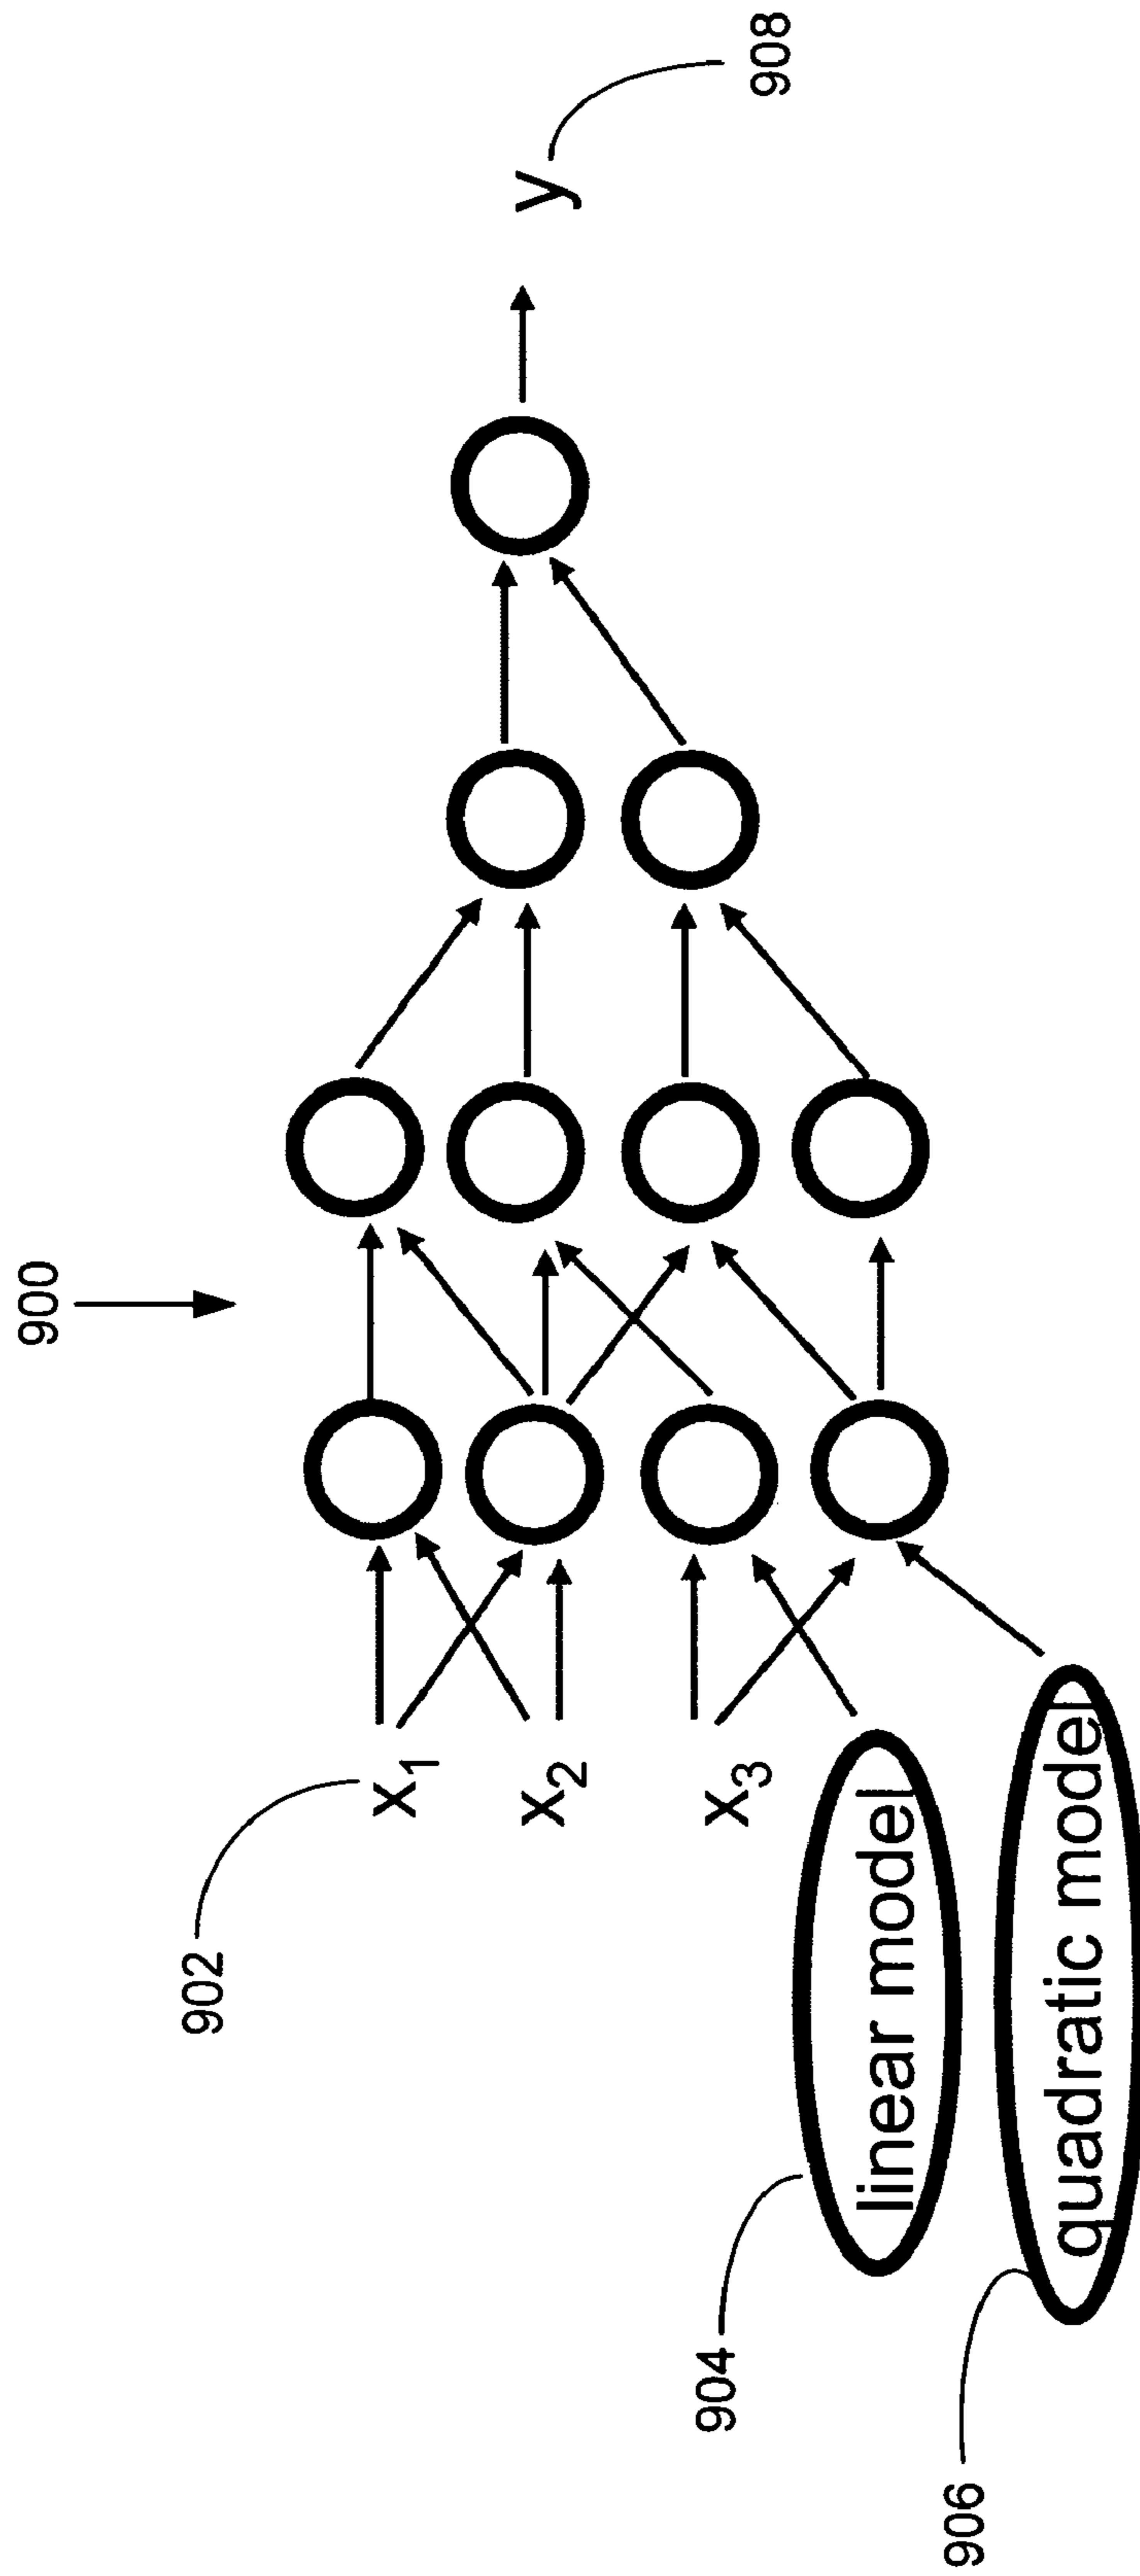 900
902
x1
x2
x3
904
linear model
906
quadratic model
y
908